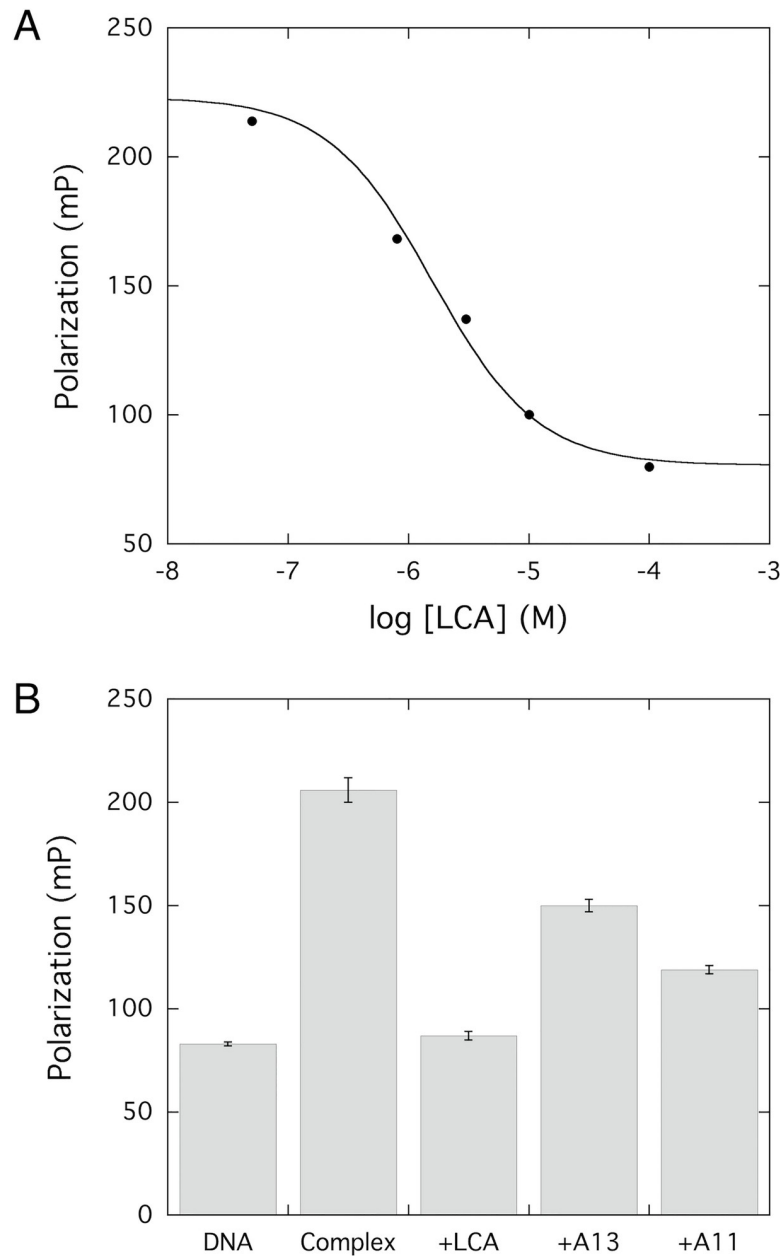 A
250
200
150
100
50
Polarization (mP)
-8 -7 -6 -5 -4 -3
log [LCA] (M)
B
250
200
150
100
50
0
Polarization (mP)
DNA Complex +LCA +A13 +A11